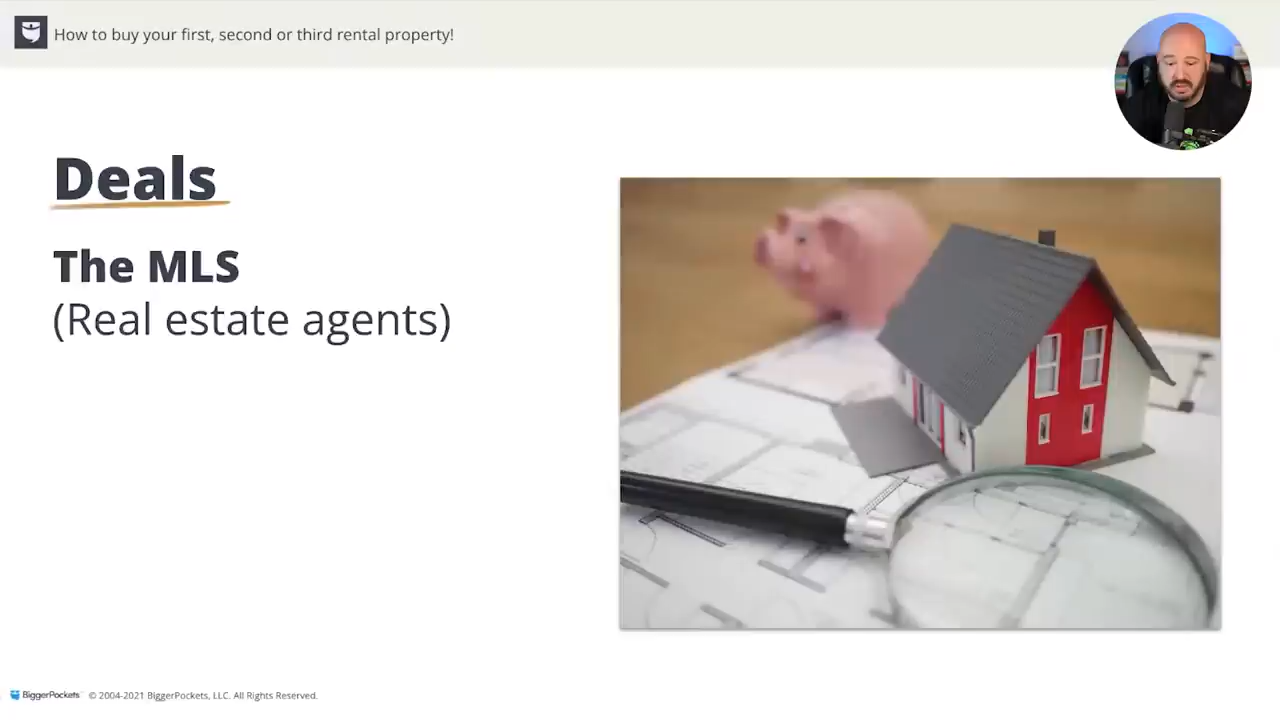 How to buy your first, second or third rental property!
Deals
The MLS
(Real estate agents)
BiggerPockets © 2004-2021 BiggerPockets, LLC. All Rights Reserved.